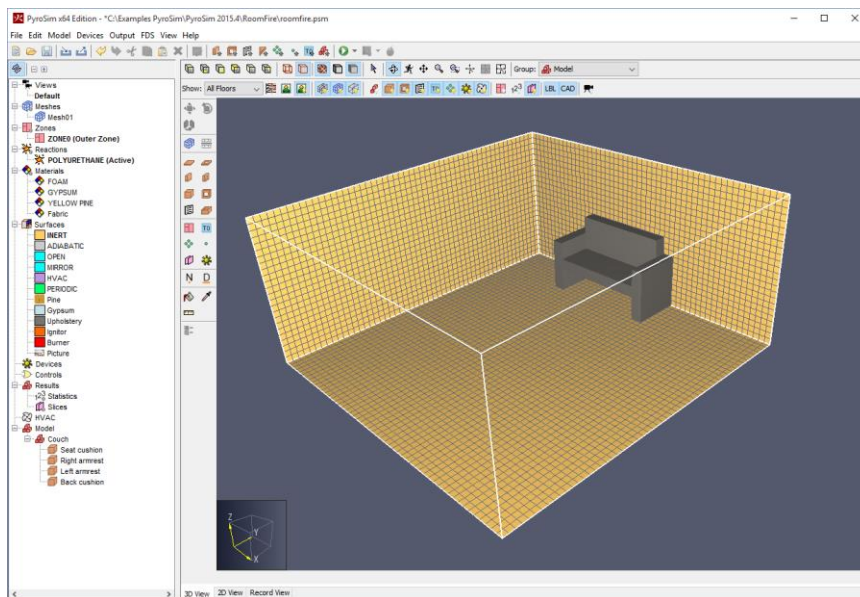 PyroSim x64 Edition - *C:\Examples PyroSim\PyroSim 2015.4\RoomFire\roomfire.psm
File Edit Model Devices Output FDS View Help
Group: Model
Show: All Floors
LBL CAD
Views
Default
Meshes
Mesh01
Zones
ZONE0 (Outer Zone)
Reactions
POLYURETHANE (Active)
Materials
FOAM
GYPSUM
YELLOW PINE
Fabric
Surfaces
INERT
ADIABATIC
OPEN
MIRROR
HVAC
PERIODIC
Pine
Gypsum
Upholstery
Ignitor
Burner
Picture
Devices
Controls
Results
Statistics
Slices
HVAC
Model
Couch
Seat cushion
Right armrest
Left armrest
Back cushion
N D
Z
Y
X
3D View 2D View Record View